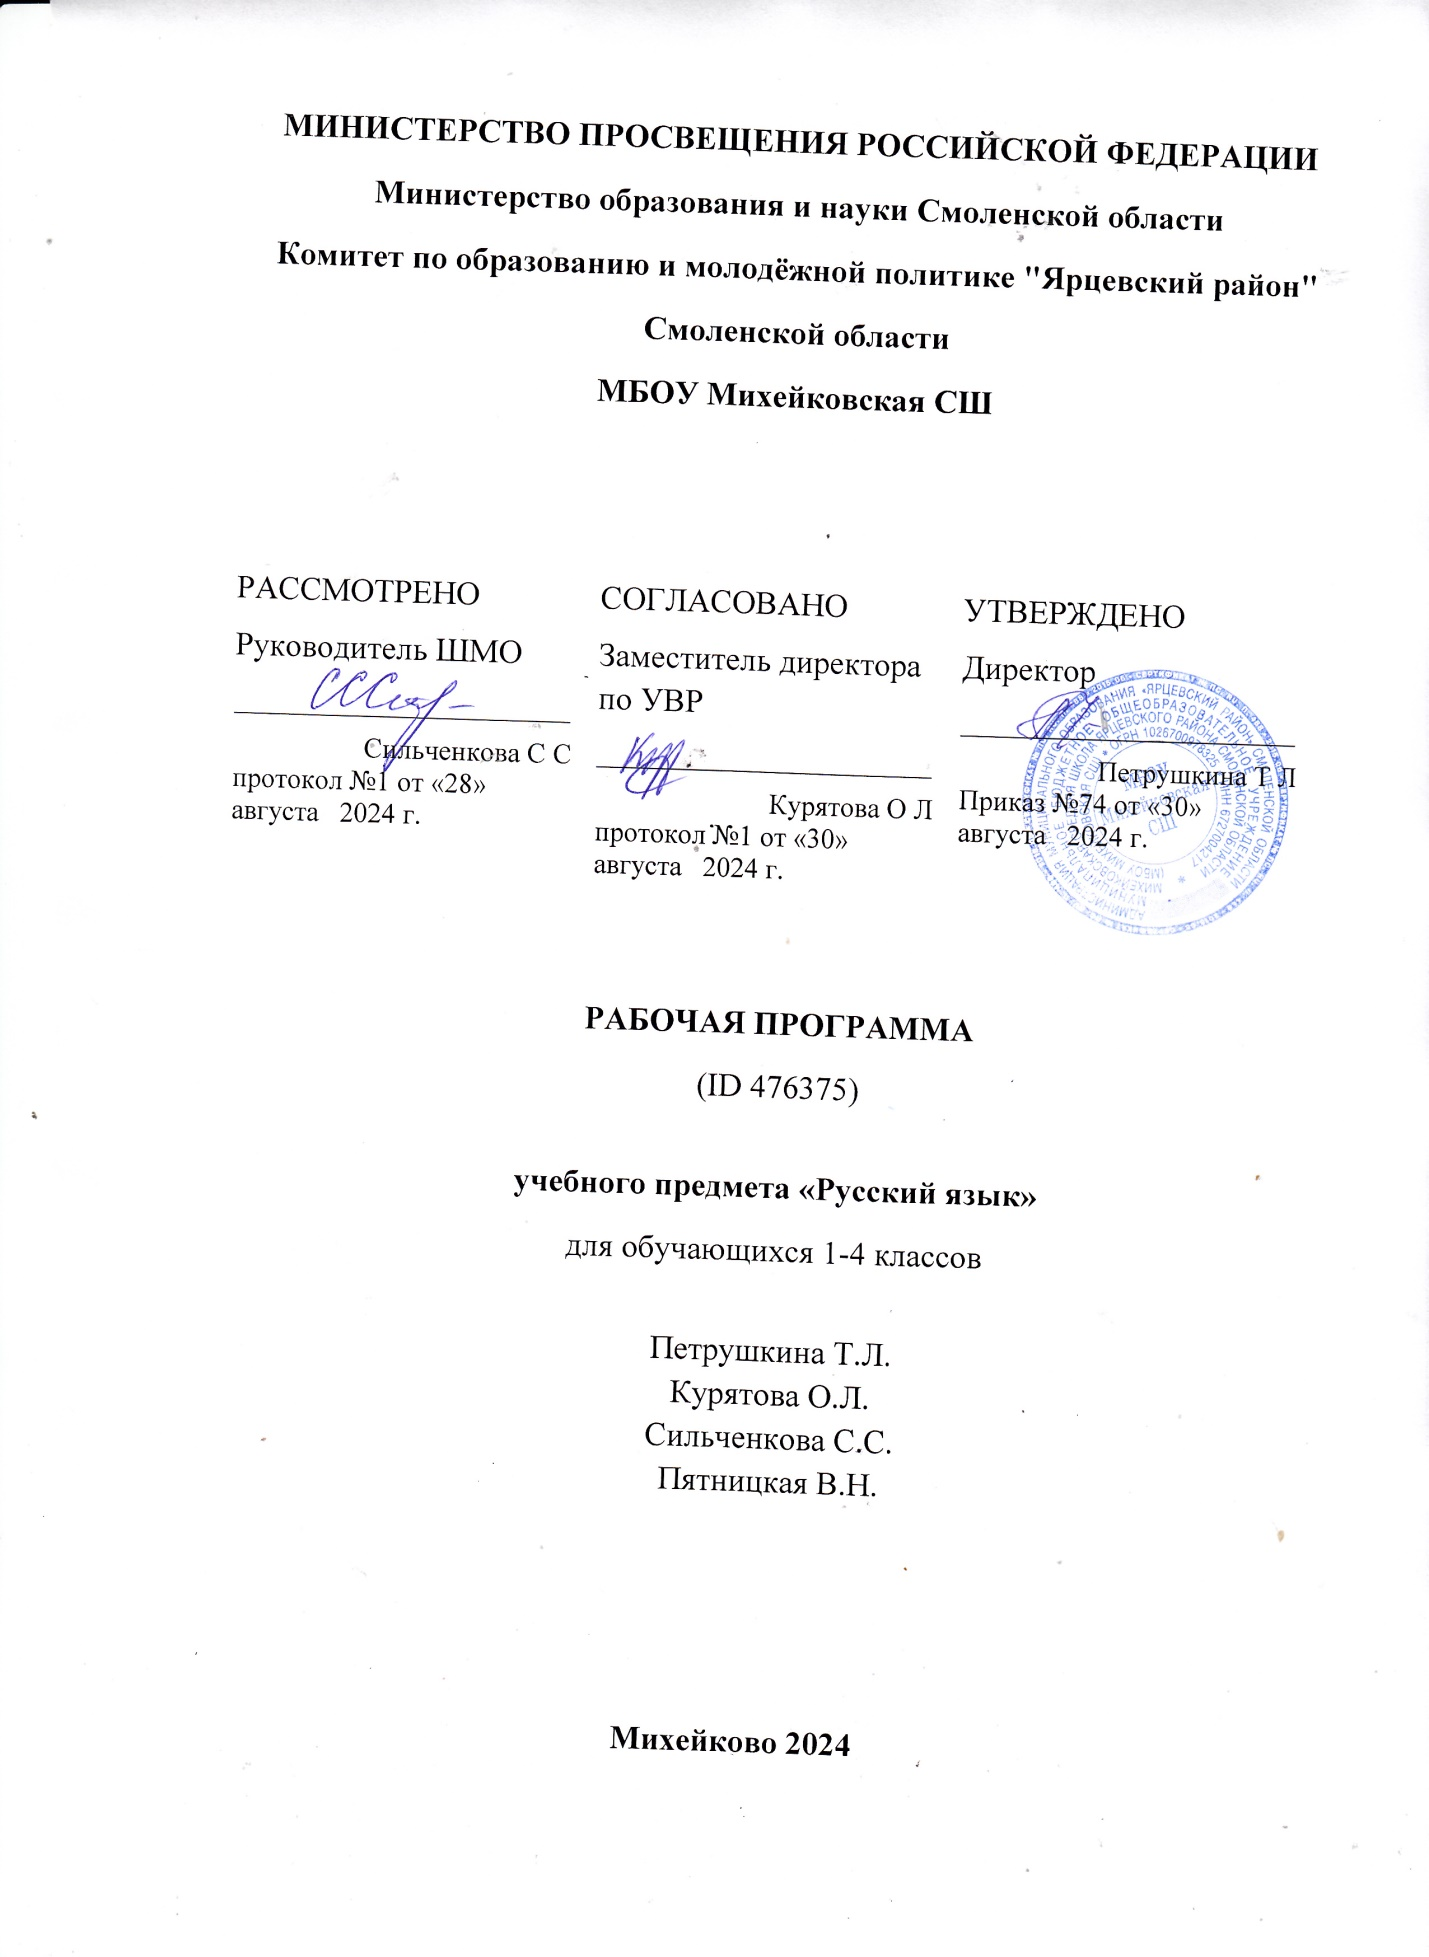 МИНИСТЕРСТВО ПРОСВЕЩЕНИЯ РОССИЙСКОЙ ФЕДЕРАЦИИ
Министерство образования и науки Смоленской области
Комитет по образованию и молодёжной политике "Ярцевский район"
Смоленской области
МБОУ Михейковская СШ
РАССМОТРЕНО
Руководитель ШМО
Сильченкова С С
протокол №1 от «28»
августа 2024 г.
СОГЛАСОВАНО
Заместитель директора
по УВР
Курятова О Л
протокол №1 от «30»
августа 2024 г.
УТВЕРЖДЕНО
Директор
Петрушкина Т Л
Приказ №74 от «30»
августа 2024 г.
МБОУ
Михейковская
СШ
РАБОЧАЯ ПРОГРАММА
(ID 476375)
учебного предмета «Русский язык»
для обучающихся 1-4 классов
Петрушкина Т.Л.
Курятова О.Л.
Сильченкова С.С.
Пятницкая В.Н.
Михейково 2024